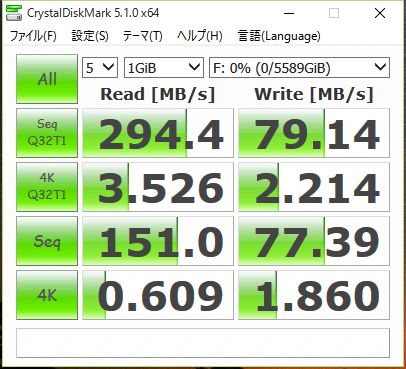 CrystalDiskMark 5.1.0 x64
ファイル(F) 設定(S) テーマ(T) ヘルプ(H) 言語(Language)
All 5 1GiB F: 0% (0/5589GiB)
Read [MB/s] Write [MB/s]
Seq Q32T1 294.4 79.14
4K Q32T1 3.526 2.214
Seq 151.0 77.39
4K 0.609 1.860